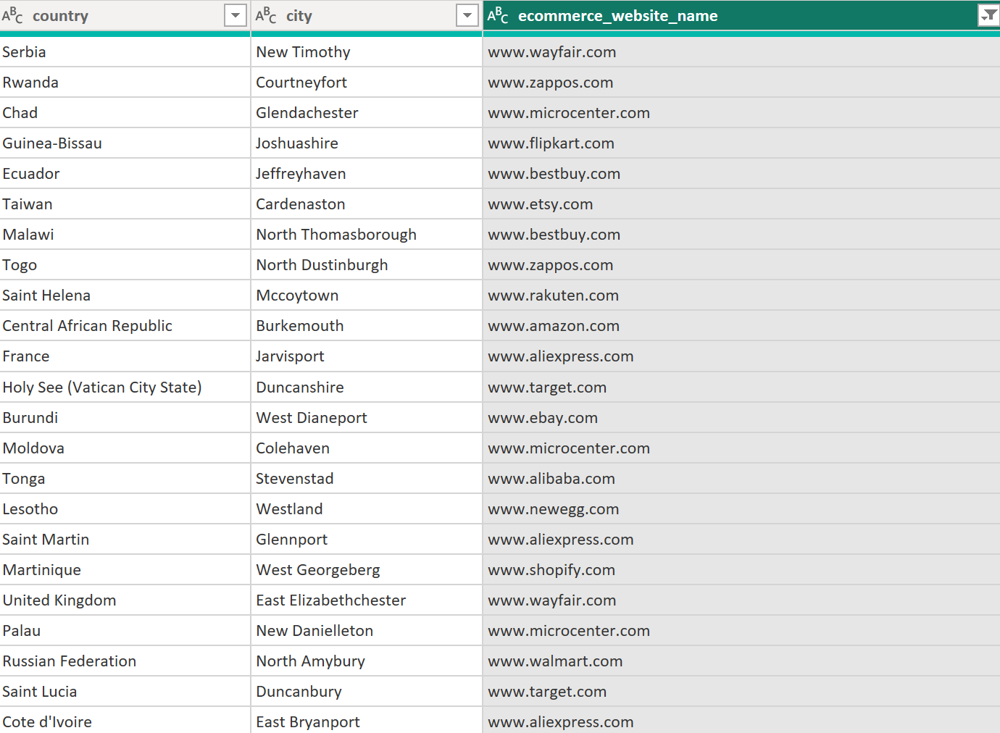 ABC country ABC city ABC ecommerce_website_name
Serbia New Timothy www.wayfair.com
Rwanda Courtneyfort www.zappos.com
Chad Glendachester www.microcenter.com
Guinea-Bissau Joshuashire www.flipkart.com
Ecuador Jeffreyhaven www.bestbuy.com
Taiwan Cardenaston www.etsy.com
Malawi North Thomasborough www.bestbuy.com
Togo North Dustinburgh www.zappos.com
Saint Helena Mccoytown www.rakuten.com
Central African Republic Burkemouth www.amazon.com
France Jarvisport www.aliexpress.com
Holy See (Vatican City State) Duncanshire www.target.com
Burundi West Dianeport www.ebay.com
Moldova Colehaven www.microcenter.com
Tonga Stevenstad www.alibaba.com
Lesotho Westland www.newegg.com
Saint Martin Glennport www.aliexpress.com
Martinique West Georgeberg www.shopify.com
United Kingdom East Elizabethchester www.wayfair.com
Palau New Danielleton www.microcenter.com
Russian Federation North Amybury www.walmart.com
Saint Lucia Duncanbury www.target.com
Cote d'Ivoire East Bryanport www.aliexpress.com